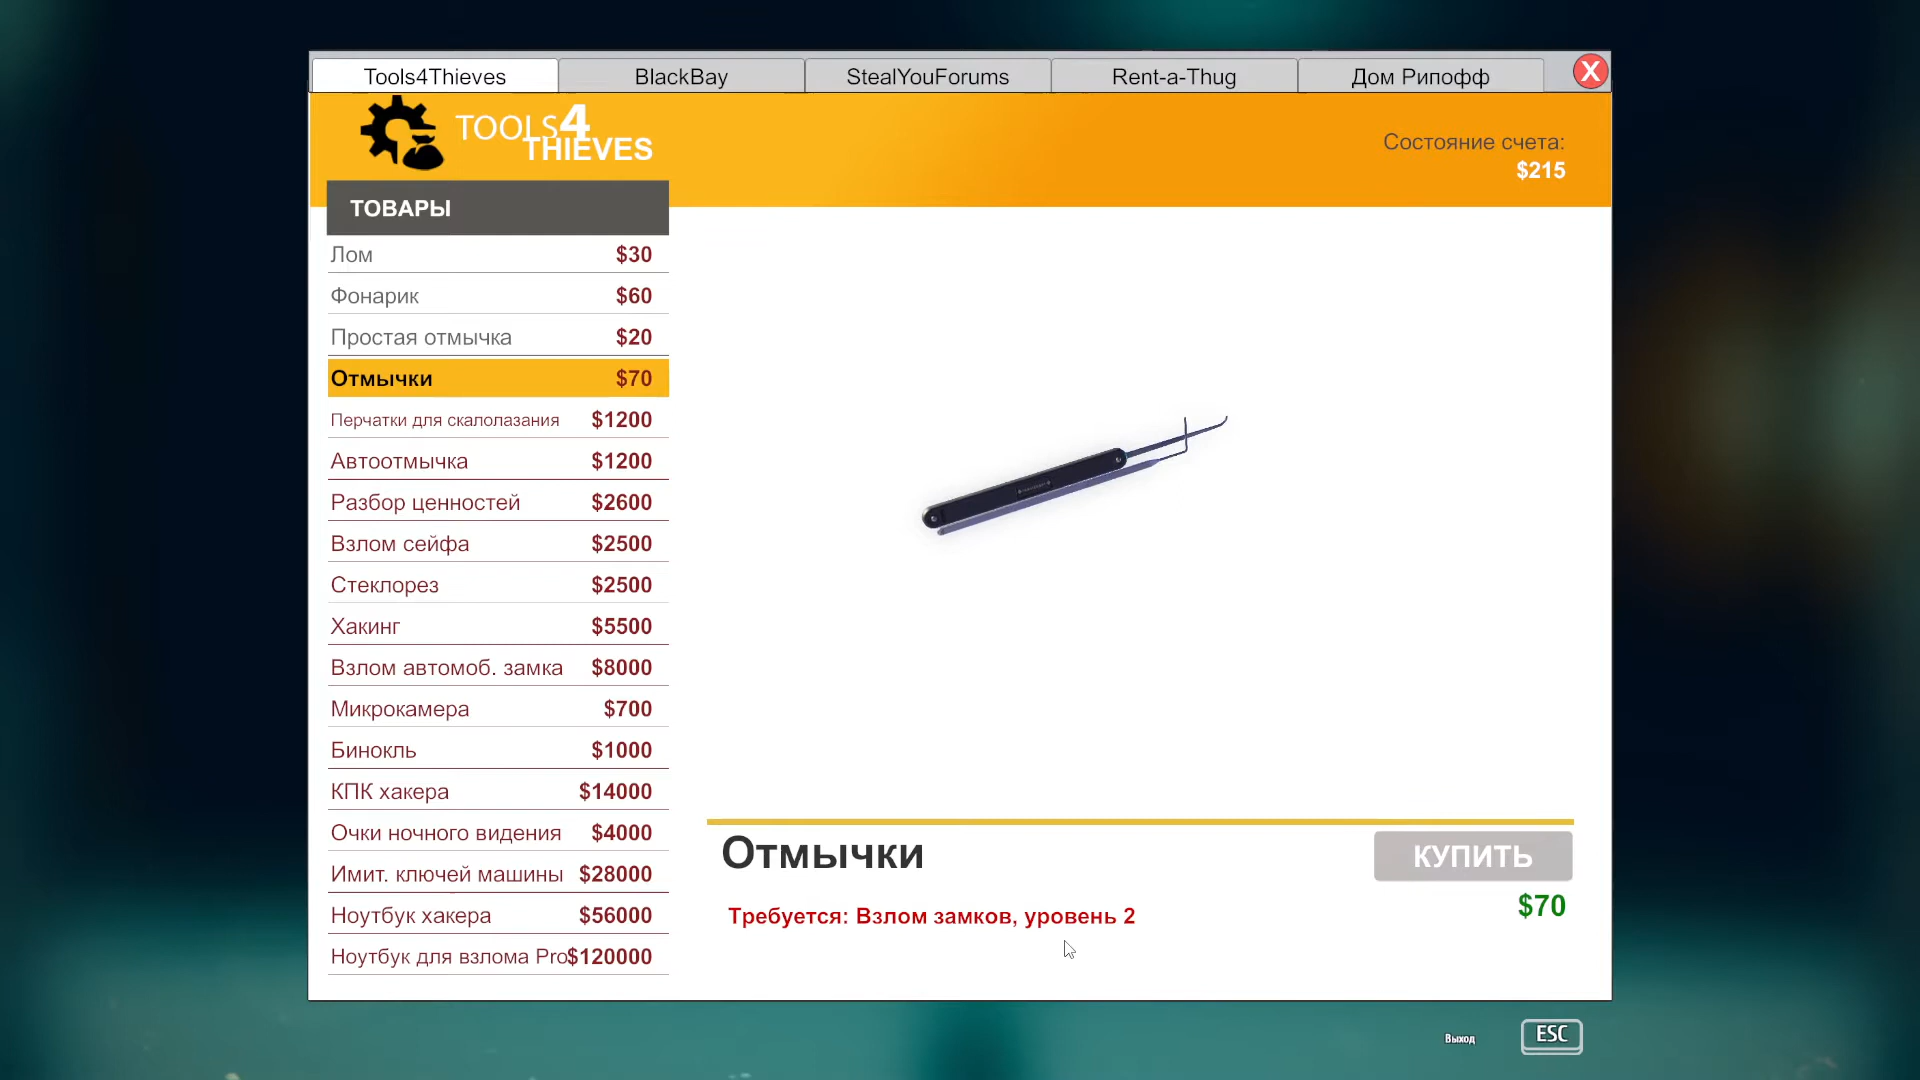 Tools4Thieves
BlackBay
StealYouForums
Rent-a-Thug
Дом Рипофф
X
TOOLS4
THIEVES
Состояние счета:
$215
ТОВАРЫ
Лом $30
Фонарик $60
Простая отмычка $20
Отмычки $70
Перчатки для скалолазания $1200
Автоотмычка $1200
Разбор ценностей $2600
Взлом сейфа $2500
Стеклорез $2500
Хакинг $5500
Взлом автомоб. замка $8000
Микрокамера $700
Бинокль $1000
КПК хакера $14000
Очки ночного видения $4000
Имит. ключей машины $28000
Ноутбук хакера $56000
Ноутбук для взлома Pro $120000
Отмычки
КУПИТЬ
Требуется: Взлом замков, уровень 2
$70
Выход
ESC